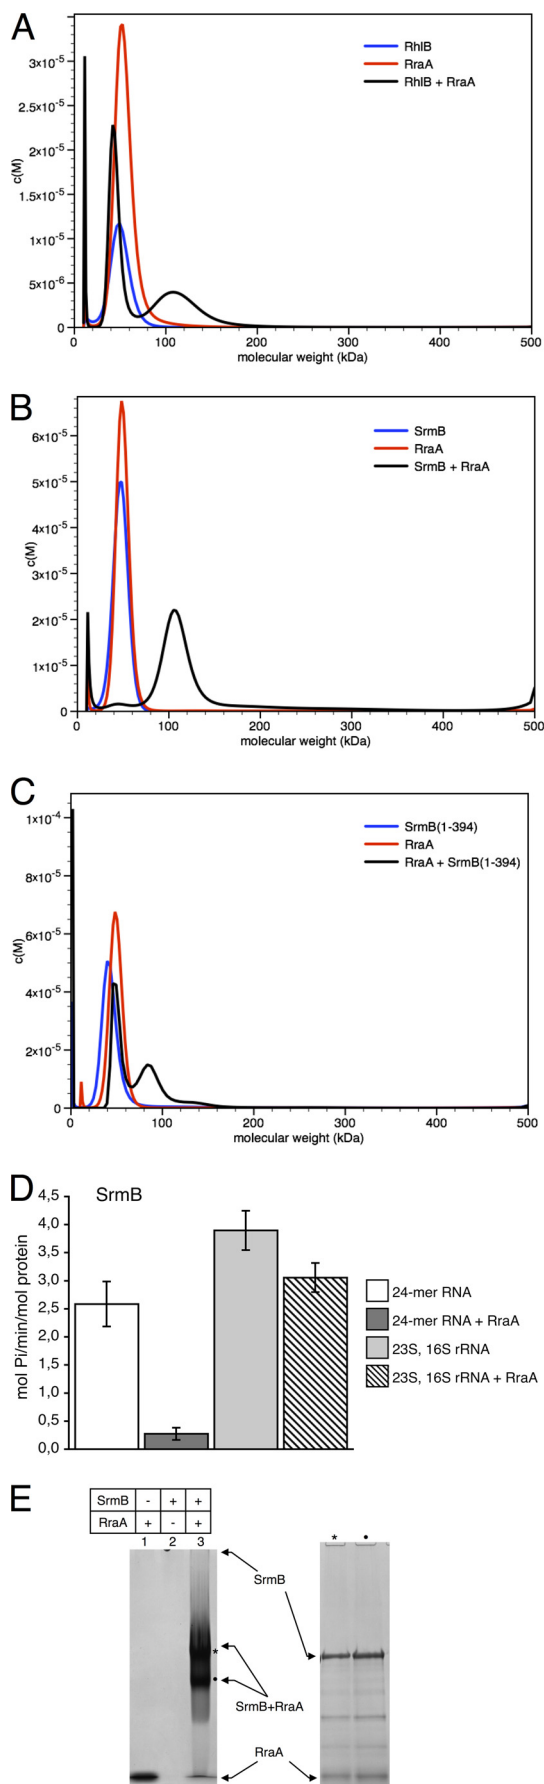 A
RhlB
RraA
RhlB + RraA
3x10-5
2.5x10-5
2x10-5
1.5x10-5
1x10-5
5x10-6
0
c(M)
0 100 200 300 400 500
molecular weight (kDa)
B
SrmB
RraA
SrmB + RraA
6x10-5
5x10-5
4x10-5
3x10-5
2x10-5
1x10-5
0
c(M)
0 100 200 300 400 500
molecular weight (kDa)
C
SrmB(1-394)
RraA
RraA + SrmB(1-394)
1x10-4
8x10-5
6x10-5
4x10-5
2x10-5
0
c(M)
0 100 200 300 400 500
molecular weight (kDa)
D
SrmB
4,5
4,0
3,5
3,0
2,5
2,0
1,5
1,0
0,5
0,0
mol Pi/min/mol protein
24-mer RNA
24-mer RNA + RraA
23S, 16S rRNA
23S, 16S rRNA + RraA
E
SrmB - + +
RraA + - +
1 2 3
* •
SrmB
*
•
SrmB+RraA
RraA